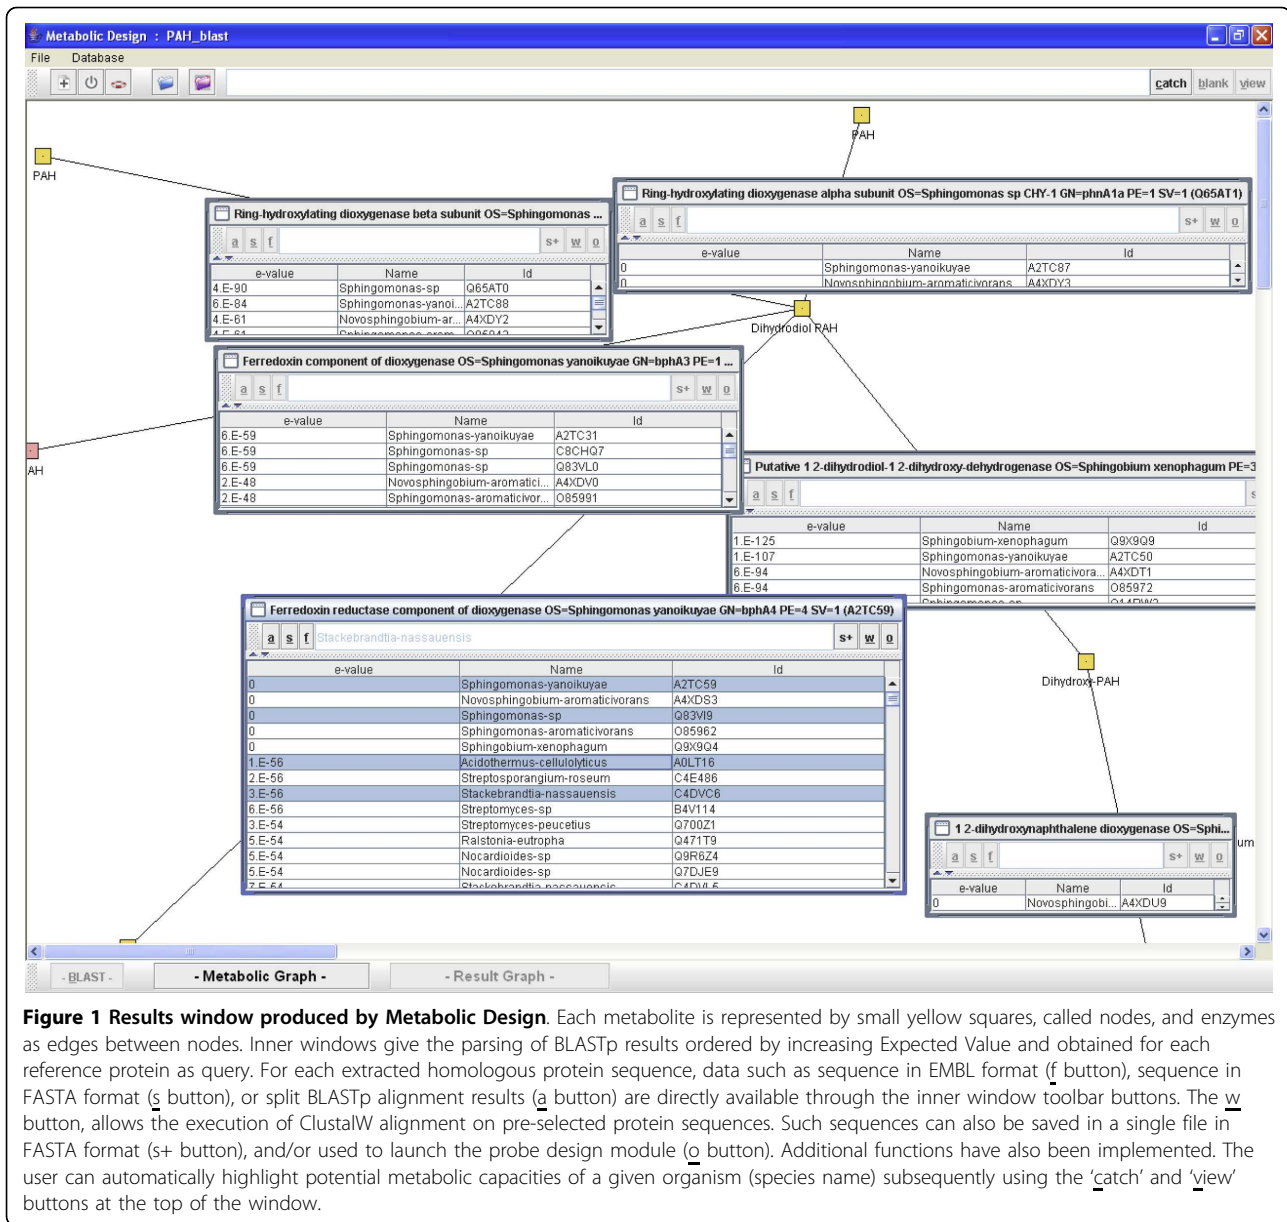 Metabolic Design : PAH_blast
File Database
catch blank view
PAH
PAH
Ring-hydroxylating dioxygenase alpha subunit OS=Sphingomonas sp CHY-1 GN=phnA1a PE=1 SV=1 (Q65AT1)
a s f s+ w o
e-value Name Id
0 Sphingomonas-yanoikuyae A2TC87
0 Novosphingobium-aromaticivorans A4XDY3
Ring-hydroxylating dioxygenase beta subunit OS=Sphingomonas ...
a s f s+ w o
e-value Name Id
4.E-90 Sphingomonas-sp Q65AT0
6.E-84 Sphingomonas-yanoi... A2TC88
4.E-61 Novosphingobium-ar... A4XDY2
Dihydrodiol PAH
Ferredoxin component of dioxygenase OS=Sphingomonas yanoikuyae GN=bphA3 PE=1 ...
a s f s+ w o
e-value Name Id
6.E-59 Sphingomonas-yanoikuyae A2TC31
6.E-59 Sphingomonas-sp C8CHQ7
6.E-59 Sphingomonas-sp Q83VL0
2.E-48 Novosphingobium-aromatici... A4XDV0
2.E-48 Sphingomonas-aromaticivor... O85991
AH
Putative 1 2-dihydrodiol-1 2-dihydroxy-dehydrogenase OS=Sphingobium xenophagum PE=3
a s f s
e-value Name Id
1.E-125 Sphingobium-xenophagum Q9X9Q9
1.E-107 Sphingomonas-yanoikuyae A2TC50
6.E-94 Novosphingobium-aromaticivora... A4XDT1
6.E-94 Sphingomonas-aromaticivorans O85972
Ferredoxin reductase component of dioxygenase OS=Sphingomonas yanoikuyae GN=bphA4 PE=4 SV=1 (A2TC59)
a s f Stackebrandtia-nassauensis s+ w o
e-value Name Id
0 Sphingomonas-yanoikuyae A2TC59
0 Novosphingobium-aromaticivorans A4XDS3
0 Sphingomonas-sp Q83VI9
0 Sphingomonas-aromaticivorans O85962
0 Sphingobium-xenophagum Q9X9Q4
1.E-56 Acidothermus-cellulolyticus A0LT16
2.E-56 Streptosporangium-roseum C4E486
3.E-56 Stackebrandtia-nassauensis C4DVC6
6.E-56 Streptomyces-sp B4V114
3.E-54 Streptomyces-peucetius Q700Z1
5.E-54 Ralstonia-eutropha Q471T9
5.E-54 Nocardioides-sp Q9R6Z4
5.E-54 Nocardioides-sp Q7DJE9
7.E-54 Stackebrandtia-nassauensis C4DVL5
Dihydroxy-PAH
1 2-dihydroxynaphthalene dioxygenase OS=Sphi...
a s f s+ w o
e-value Name Id
0 Novosphingobi... A4XDU9
um
- BLAST - - Metabolic Graph - - Result Graph -
Figure 1 Results window produced by Metabolic Design. Each metabolite is represented by small yellow squares, called nodes, and enzymes
as edges between nodes. Inner windows give the parsing of BLASTp results ordered by increasing Expected Value and obtained for each
reference protein as query. For each extracted homologous protein sequence, data such as sequence in EMBL format (f button), sequence in
FASTA format (s button), or split BLASTp alignment results (a button) are directly available through the inner window toolbar buttons. The w
button, allows the execution of ClustalW alignment on pre-selected protein sequences. Such sequences can also be saved in a single file in
FASTA format (s+ button), and/or used to launch the probe design module (o button). Additional functions have also been implemented. The
user can automatically highlight potential metabolic capacities of a given organism (species name) subsequently using the 'catch' and 'view'
buttons at the top of the window.